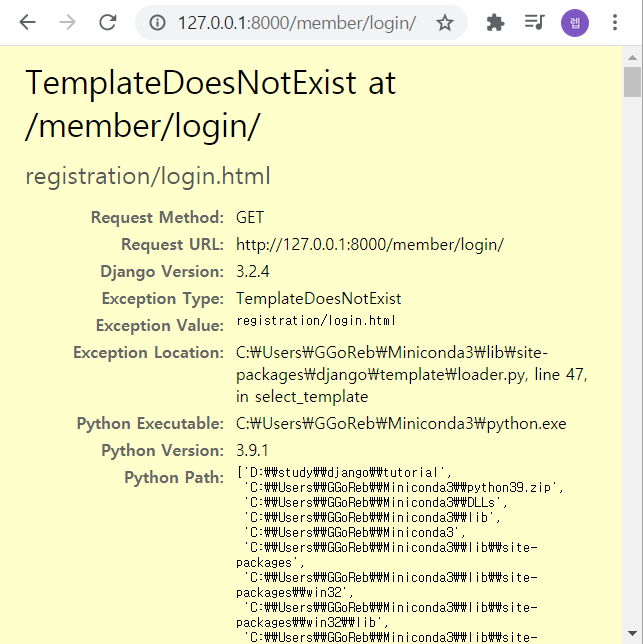 127.0.0.1:8000/member/login/
렙
TemplateDoesNotExist at
/member/login/
registration/login.html
Request Method: GET
Request URL: http://127.0.0.1:8000/member/login/
Django Version: 3.2.4
Exception Type: TemplateDoesNotExist
Exception Value: registration/login.html
Exception Location: C:₩Users₩GGoReb₩Miniconda3₩lib₩site-
packages₩django₩template₩loader.py, line 47,
in select_template
Python Executable: C:₩Users₩GGoReb₩Miniconda3₩python.exe
Python Version: 3.9.1
Python Path: ['D:₩₩study₩₩django₩₩tutorial',
'C:₩₩Users₩₩GGoReb₩₩Miniconda3₩₩python39.zip',
'C:₩₩Users₩₩GGoReb₩₩Miniconda3₩₩DLLs',
'C:₩₩Users₩₩GGoReb₩₩Miniconda3₩₩lib',
'C:₩₩Users₩₩GGoReb₩₩Miniconda3',
'C:₩₩Users₩₩GGoReb₩₩Miniconda3₩₩lib₩₩site-
packages',
'C:₩₩Users₩₩GGoReb₩₩Miniconda3₩₩lib₩₩site-
packages₩₩win32',
'C:₩₩Users₩₩GGoReb₩₩Miniconda3₩₩lib₩₩site-
packages₩₩win32₩₩lib',
'C:₩₩Users₩₩GGoReb₩₩Miniconda3₩₩lib₩₩site-